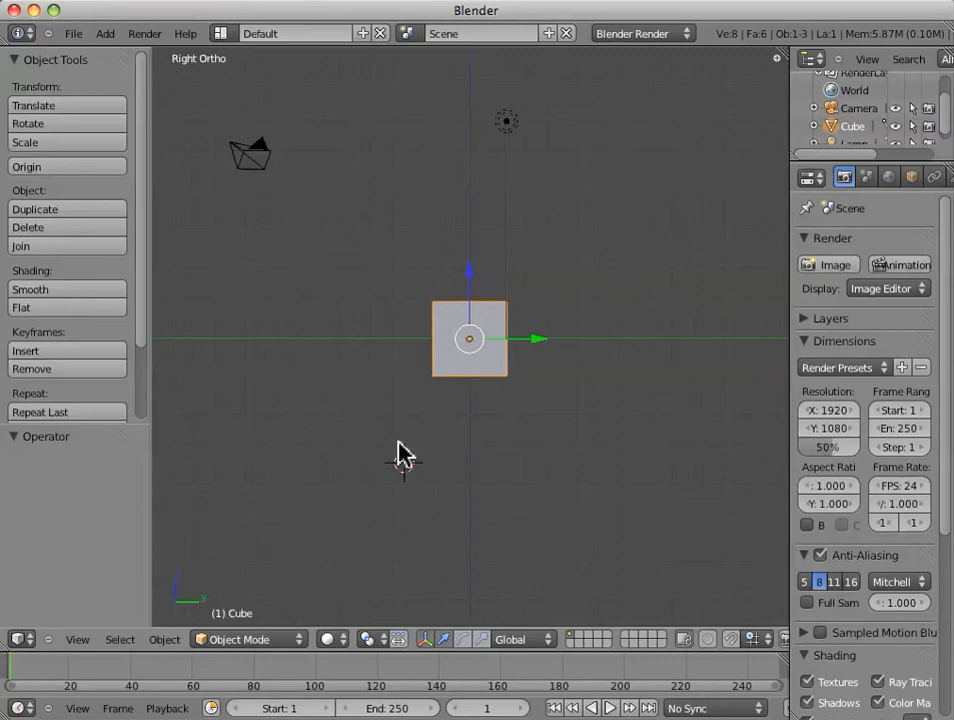 Blender
File Add Render Help Default Scene Blender Render Ve:8 | Fa:6 | Ob:1-3 | La:1 | Mem:5.87M (0.10M)
Object Tools
Transform:
Translate
Rotate
Scale
Origin
Object:
Duplicate
Delete
Join
Shading:
Smooth
Flat
Keyframes:
Insert
Remove
Repeat:
Repeat Last
Operator
Right Ortho
z
y
(1) Cube
View Search Al
RenderLay
World
Camera
Cube
Lamp
Scene
Render
Image Animation
Display: Image Editor
Layers
Dimensions
Render Presets
Resolution: Frame Rang
X: 1920 Start: 1
Y: 1080 En: 250
50% Step: 1
Aspect Rati Frame Rate:
: 1.000 FPS: 24
Y: 1.000 /: 1.000
B C 1 1
Anti-Aliasing
5 8 11 16 Mitchell
Full Sam : 1.000
Sampled Motion Blu
Shading
Textures Ray Traci
Shadows Color Ma
View Select Object Object Mode Global
20 40 60 80 100 120 140 160 180 200 220 240
View Frame Playback Start: 1 End: 250 1 No Sync